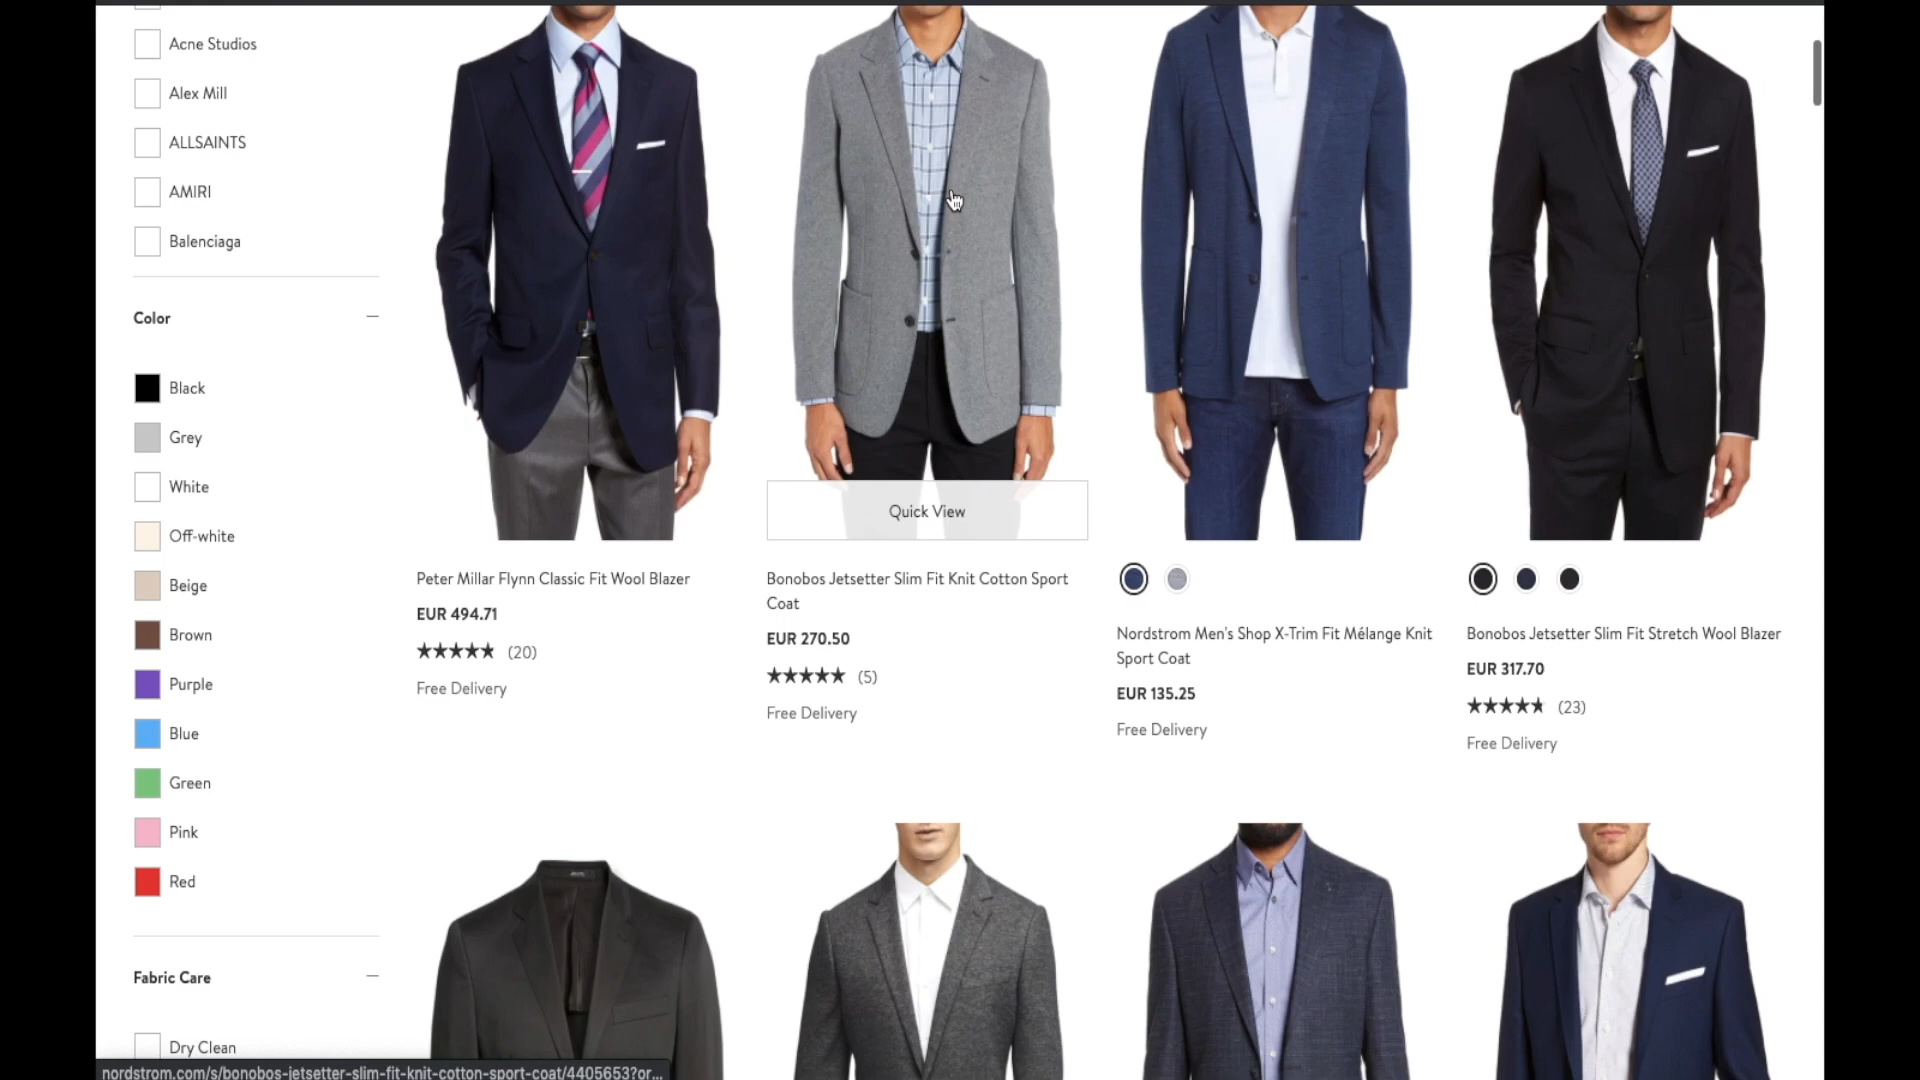 Acne Studios
Alex Mill
ALLSAINTS
AMIRI
Balenciaga
Color
Black
Grey
White
Off-white
Beige
Brown
Purple
Blue
Green
Pink
Red
Fabric Care
Dry Clean
Peter Millar Flynn Classic Fit Wool Blazer
EUR 494.71
(20)
Free Delivery
Quick View
Bonobos Jetsetter Slim Fit Knit Cotton Sport
Coat
EUR 270.50
(5)
Free Delivery
Nordstrom Men's Shop X-Trim Fit Mélange Knit
Sport Coat
EUR 135.25
Free Delivery
Bonobos Jetsetter Slim Fit Stretch Wool Blazer
EUR 317.70
(23)
Free Delivery
nordstrom.com/s/bonobos-jetsetter-slim-fit-knit-cotton-sport-coat/4405653?or...